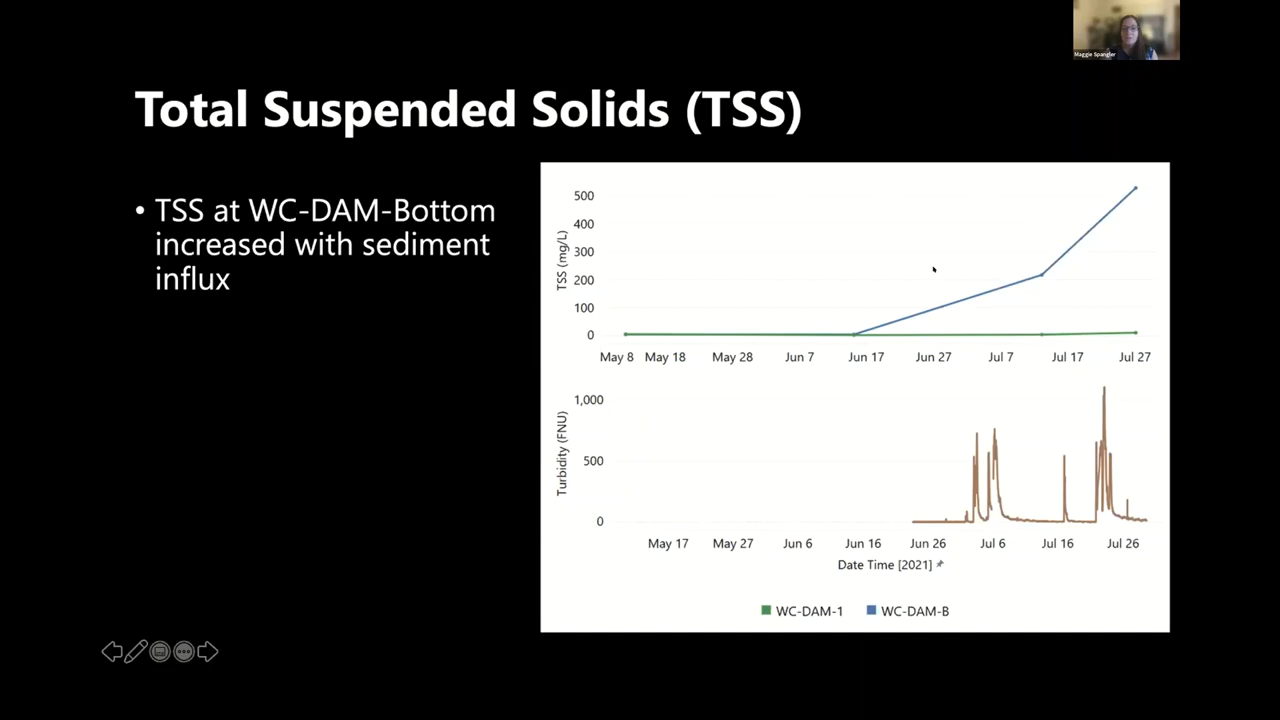 Maggie Spangler
Total Suspended Solids (TSS)
• TSS at WC-DAM-Bottom
increased with sediment
influx
TSS (mg/L)
500
400
300
200
100
0
May 8 May 18 May 28 Jun 7 Jun 17 Jun 27 Jul 7 Jul 17 Jul 27
Turbidity (FNU)
1,000
500
0
May 17 May 27 Jun 6 Jun 16 Jun 26 Jul 6 Jul 16 Jul 26
Date Time [2021]
WC-DAM-1 WC-DAM-B